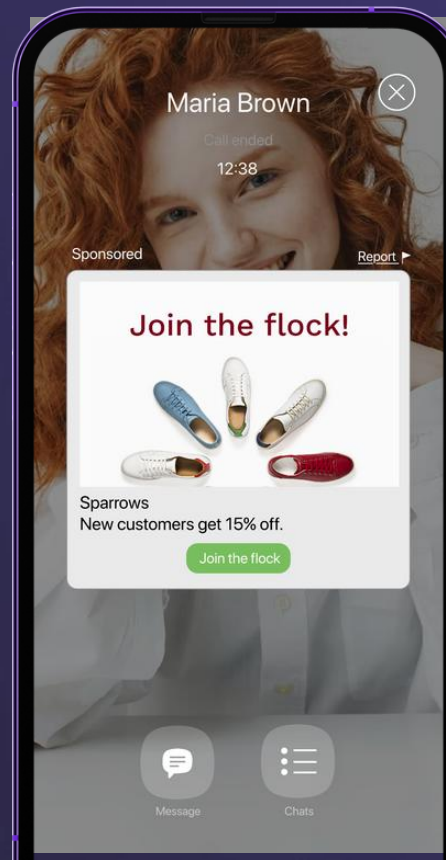 Maria Brown
Call ended
12:38
Sponsored
Report
Join the flock!
Sparrows
New customers get 15% off.
Join the flock
Message
Chats